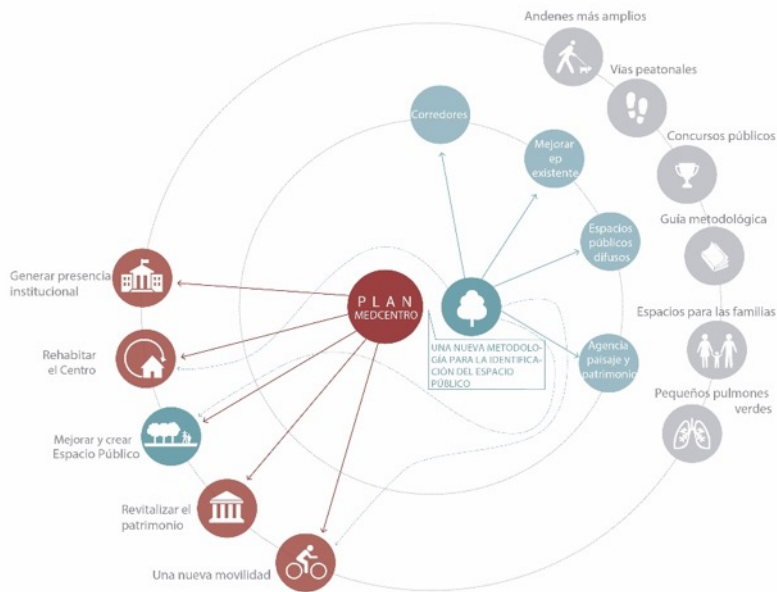 Andenes más amplios
Vías peatonales
Corredores
Concursos públicos
Mejorar
ep
existente
Guía metodológica
Espacios
públicos
difusos
Generar presencia
institucional
PLAN
MEDCENTRO
Espacios para las familias
UNA NUEVA METODOLO-
GÍA PARA LA IDENTIFICA-
CIÓN DEL ESPACIO
PÚBLICO
Agencia
paisaje y
patrimonio
Rehabitar
el Centro
Pequeños pulmones
verdes
Mejorar y crear
Espacio Público
Revitalizar el
patrimonio
Una nueva movilidad